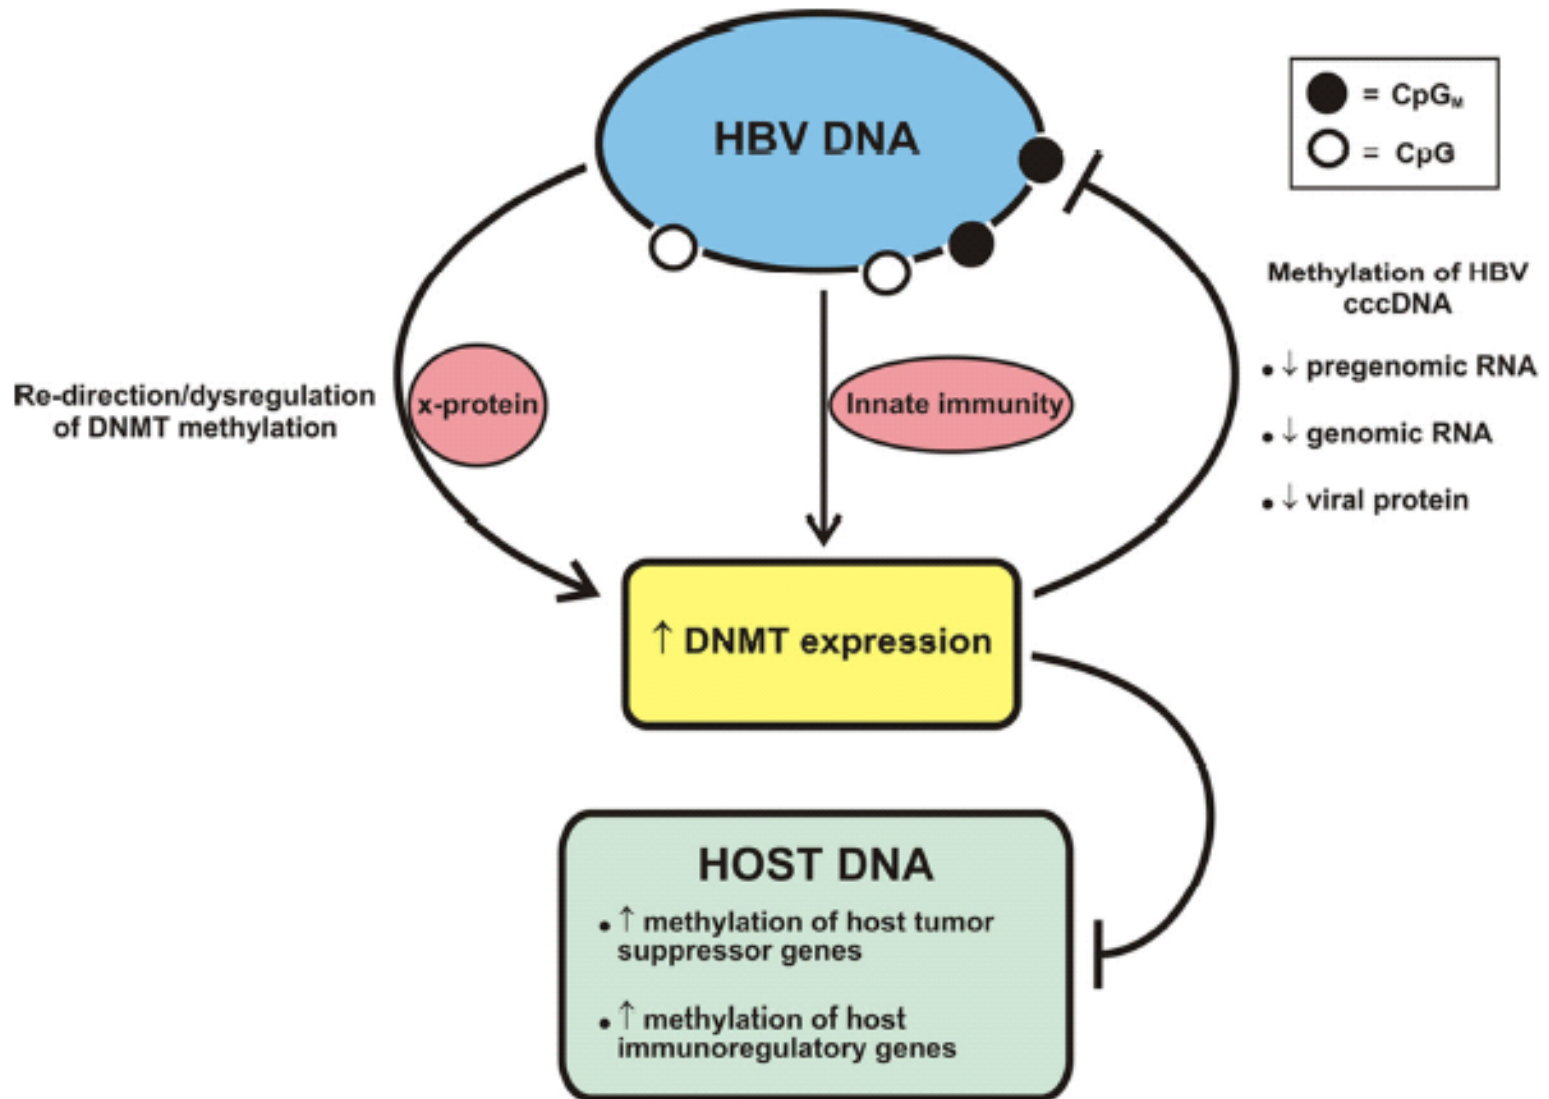 HBV DNA
= CpGM
= CpG
Methylation of HBV
cccDNA
• ↓ pregenomic RNA
• ↓ genomic RNA
• ↓ viral protein
Re-direction/dysregulation
of DNMT methylation
x-protein
Innate immunity
↑ DNMT expression
HOST DNA
• ↑ methylation of host tumor
suppressor genes
• ↑ methylation of host
immunoregulatory genes